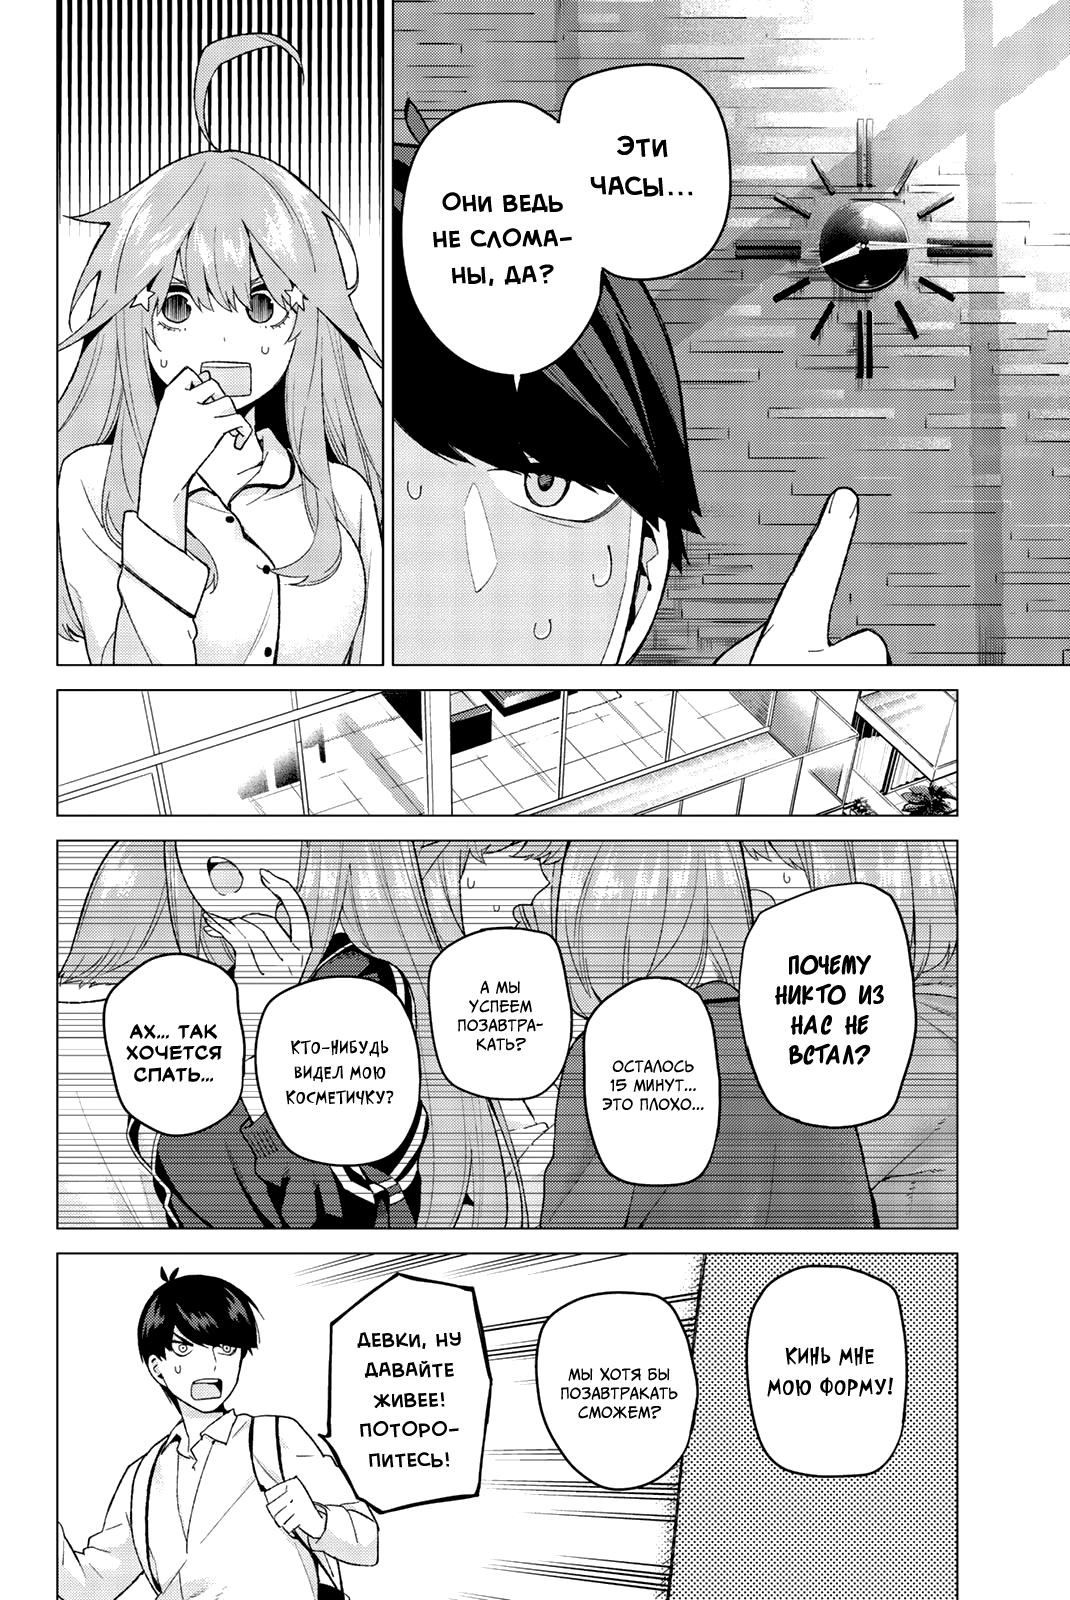 ЭТИ
ЧАСЫ...
ОНИ ВЕДЬ
НЕ СЛОМА-
НЫ, ДА?
ПОЧЕМУ
НИКТО ИЗ
НАС НЕ
ВСТАЛ?
ОСТАЛОСЬ
15 МИНУТ...
ЭТО ПЛОХО...
А МЫ
УСПЕЕМ
ПОЗАВТРА-
КАТЬ?
КТО-НИБУДЬ
ВИДЕЛ МОЮ
КОСМЕТИЧКУ?
АХ... ТАК
ХОЧЕТСЯ
СПАТЬ...
КИНЬ МНЕ
МОЮ ФОРМУ!
МЫ ХОТЯ БЫ
ПОЗАВТРАКАТЬ
СМОЖЕМ?
ДЕВКИ, НУ
ДАВАЙТЕ
ЖИВЕЕ!
ПОТОРО-
ПИТЕСЬ!